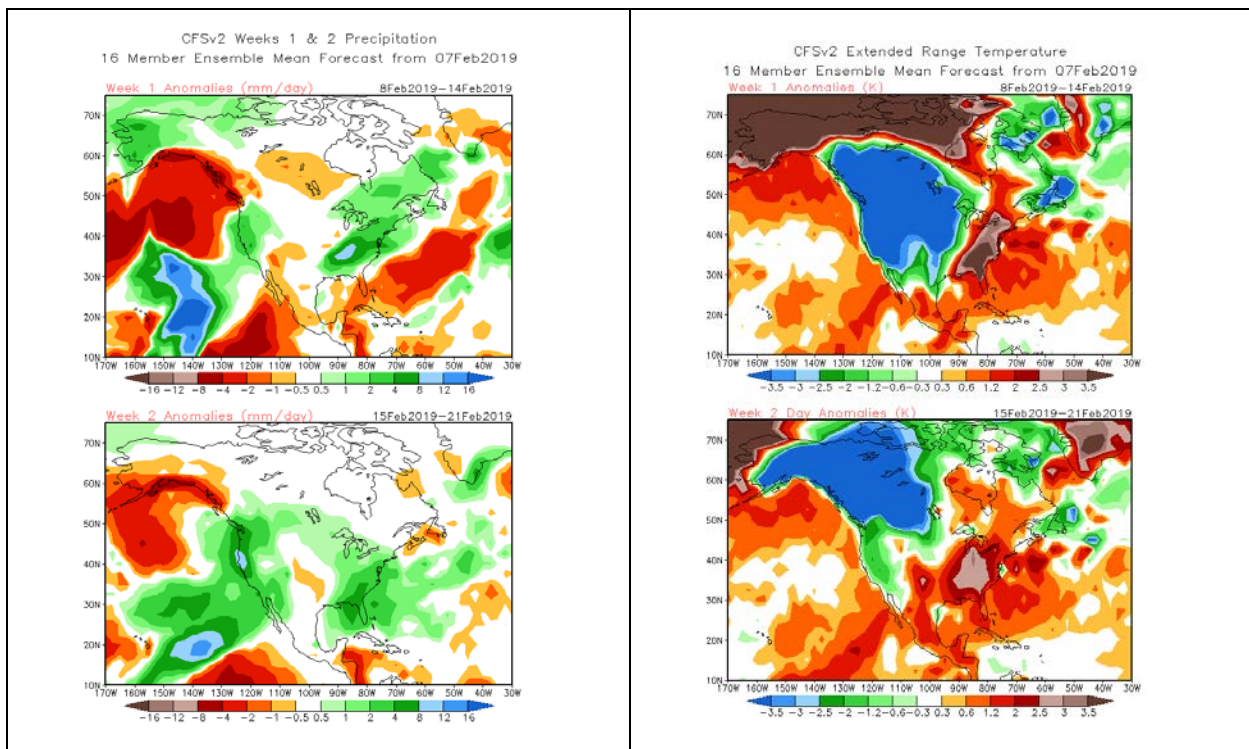 CFSv2 Weeks 1 & 2 Precipitation
16 Member Ensemble Mean Forecast from 07Feb2019
Week 1 Anomalies (mm/day) 8Feb2019-14Feb2019
70N
60N
50N
40N
30N
20N
10N
170W 160W 150W 140W 130W 120W 110W 100W 90W 80W 70W 60W 50W 40W 30W
-16 -12 -8 -4 -2 -1 -0.5 0.5 1 2 4 8 12 16
Week 2 Anomalies (mm/day) 15Feb2019-21Feb2019
70N
60N
50N
40N
30N
20N
10N
170W 160W 150W 140W 130W 120W 110W 100W 90W 80W 70W 60W 50W 40W 30W
-16 -12 -8 -4 -2 -1 -0.5 0.5 1 2 4 8 12 16
CFSv2 Extended Range Temperature
16 Member Ensemble Mean Forecast from 07Feb2019
Week 1 Anomalies (K) 8Feb2019-14Feb2019
70N
60N
50N
40N
30N
20N
10N
170W 160W 150W 140W 130W 120W 110W 100W 90W 80W 70W 60W 50W 40W 30W
-3.5 -3 -2.5 -2 -1.2 -0.6 -0.3 0.3 0.6 1.2 2 2.5 3 3.5
Week 2 Day Anomalies (K) 15Feb2019-21Feb2019
70N
60N
50N
40N
30N
20N
10N
170W 160W 150W 140W 130W 120W 110W 100W 90W 80W 70W 60W 50W 40W 30W
-3.5 -3 -2.5 -2 -1.2 -0.6 -0.3 0.3 0.6 1.2 2 2.5 3 3.5